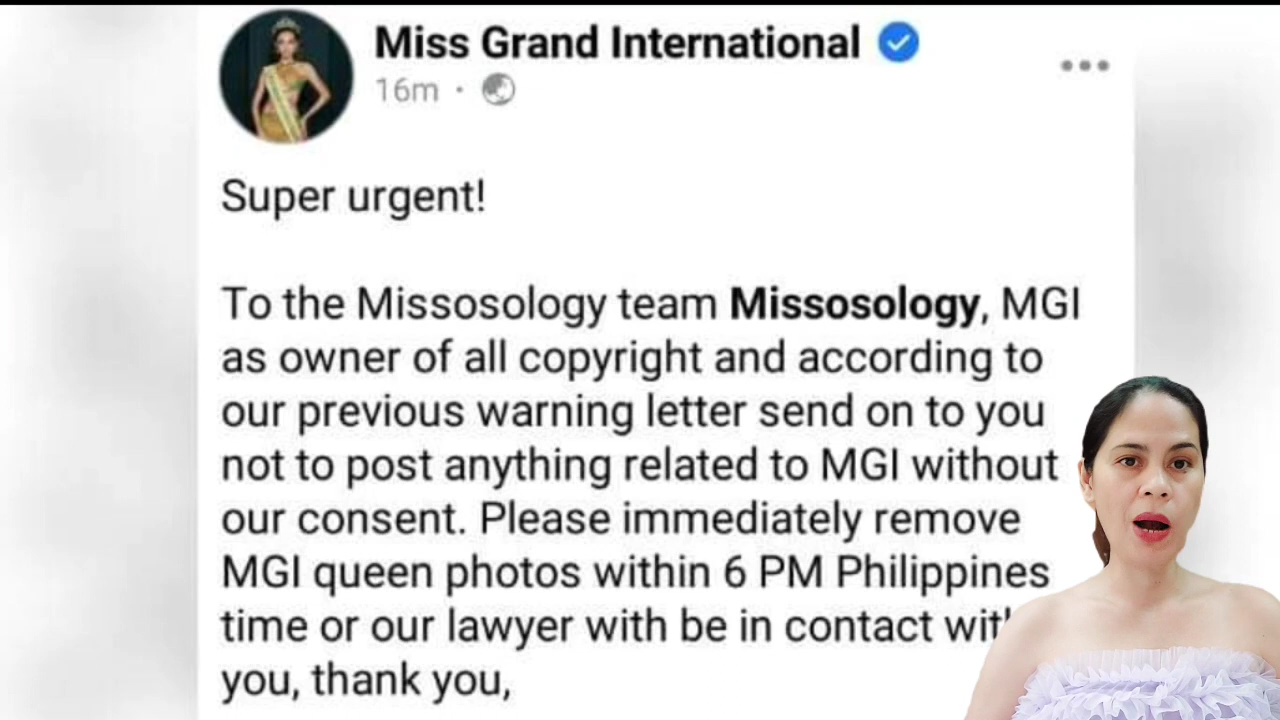 Miss Grand International
16m ·
Super urgent!
To the Missosology team Missosology, MGI
as owner of all copyright and according to
our previous warning letter send on to you
not to post anything related to MGI without
our consent. Please immediately remove
MGI queen photos within 6 PM Philippines
time or our lawyer with be in contact
you, thank you,